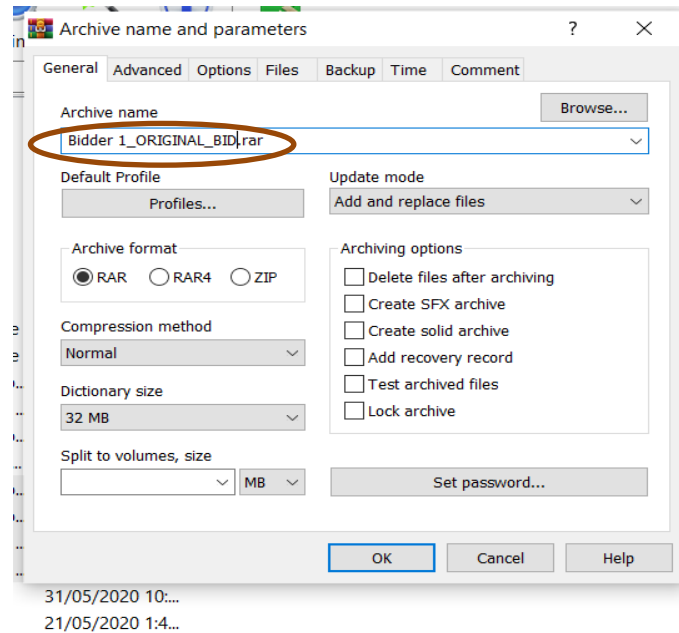 in
Archive name and parameters ? ×
General Advanced Options Files Backup Time Comment
Archive name
Browse...
Bidder 1_ORIGINAL_BID.rar
Default Profile
Update mode
Profiles...
Add and replace files
Archive format
Archiving options
RAR RAR4 ZIP
Delete files after archiving
Create SFX archive
Compression method
Create solid archive
Normal
Add recovery record
Dictionary size
Test archived files
32 MB
Lock archive
Split to volumes, size
MB
Set password...
OK Cancel Help
31/05/2020 10:...
21/05/2020 1:4...